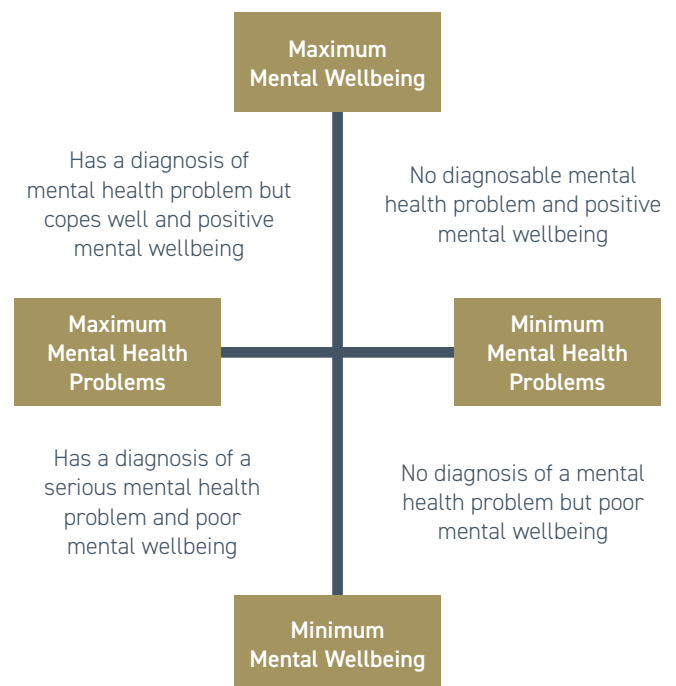 Maximum
Mental Wellbeing
Has a diagnosis of
mental health problem but
copes well and positive
mental wellbeing
No diagnosable mental
health problem and positive
mental wellbeing
Maximum
Mental Health
Problems
Minimum
Mental Health
Problems
Has a diagnosis of a
serious mental health
problem and poor
mental wellbeing
No diagnosis of a mental
health problem but poor
mental wellbeing
Minimum
Mental Wellbeing